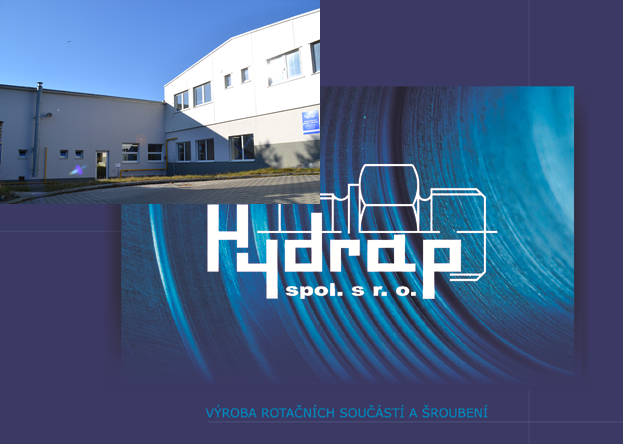 Hydrap
spol. s r. o.
VÝROBA ROTAČNÍCH SOUČÁSTÍ A ŠROUBENÍ